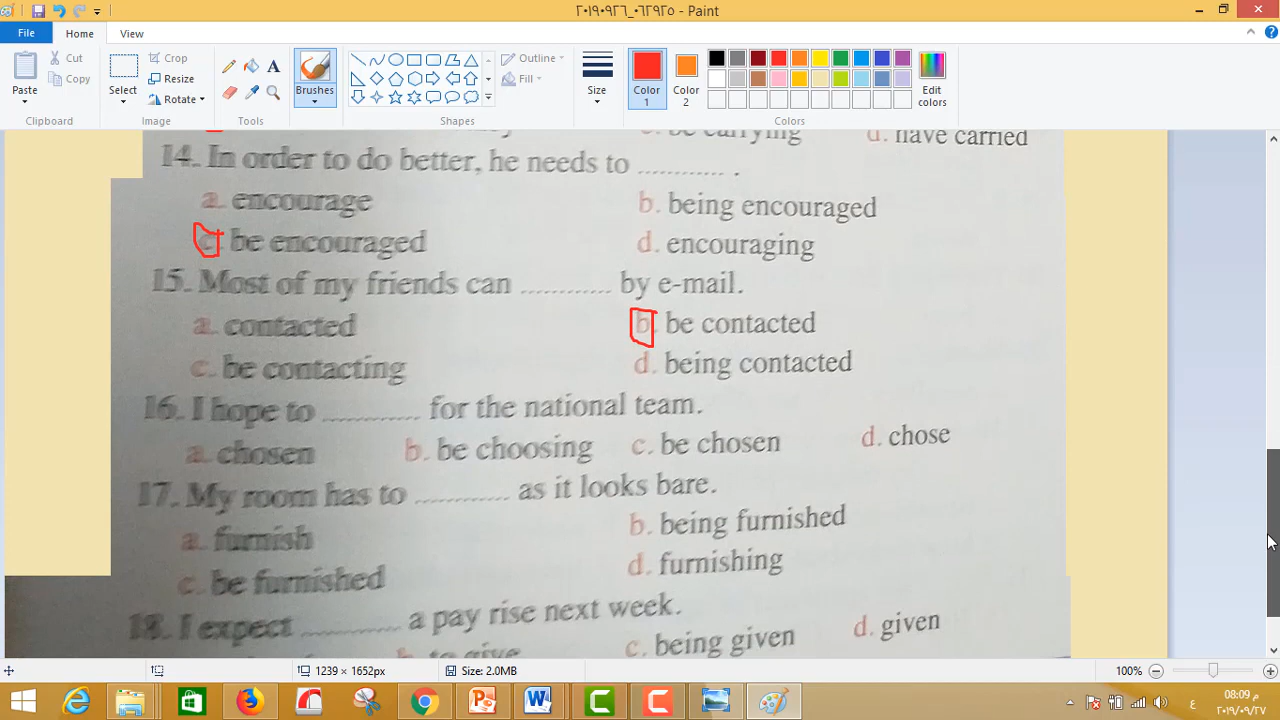 ٢٠١٩٠٩٢٦_٠٦٢٩٢٥ - Paint
File Home View
Paste Cut Copy Clipboard
Select Crop Resize Rotate Image
Tools
Brushes
Shapes Outline Fill
Size
Color 1 Color 2 Edit colors Colors
be carrying d. have carried
14. In order to do better, he needs to ............ .
a. encourage b. being encouraged
c. be encouraged d. encouraging
15. Most of my friends can ............ by e-mail.
a. contacted b. be contacted
c. be contacting d. being contacted
16. I hope to ............ for the national team.
a. chosen b. be choosing c. be chosen d. chose
17. My room has to ............ as it looks bare.
a. furnish b. being furnished
c. be furnished d. furnishing
18. I expect ............ a pay rise next week.
b. to give c. being given d. given
1239 × 1652px Size: 2.0MB 100%
ع 08:09 م
٢٠١٩/٠٩/٢٧